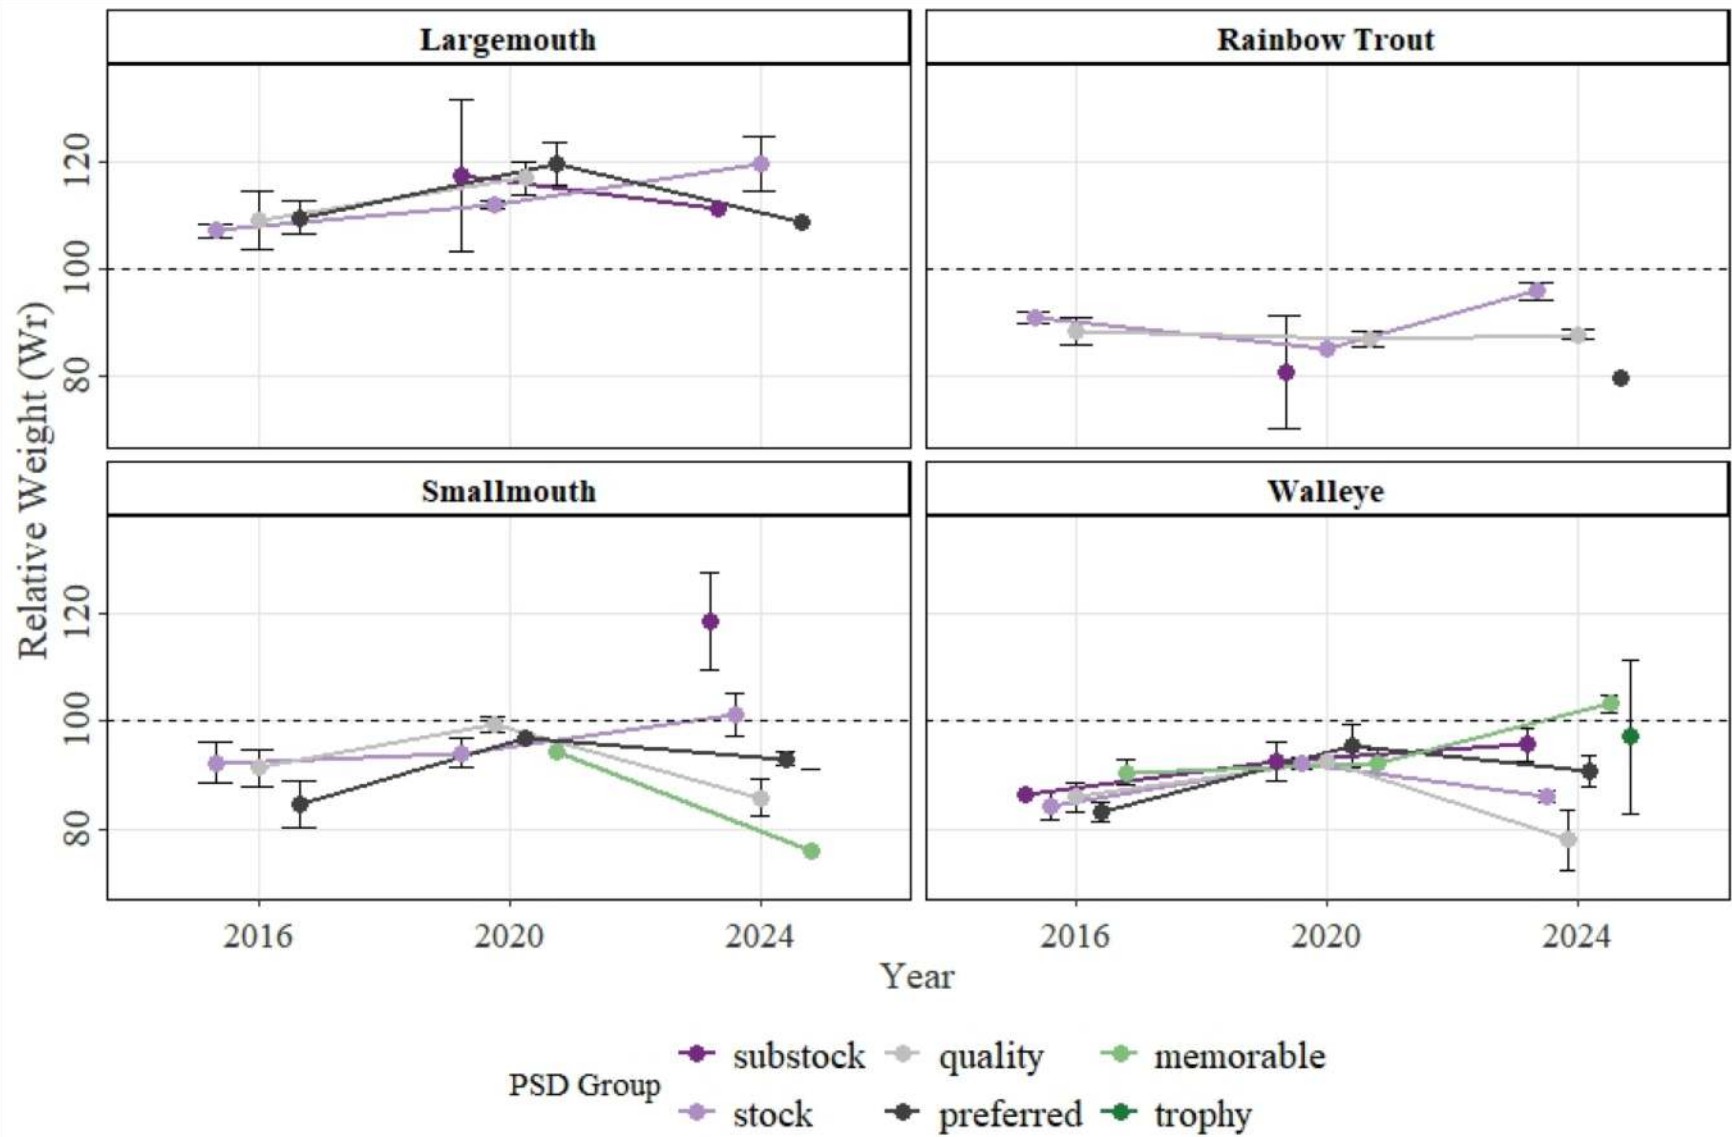 Largemouth
Rainbow Trout
120
100
80
Relative Weight (Wr)
Smallmouth
Walleye
120
100
80
2016 2020 2024 2016 2020 2024
Year
PSD Group
substock quality memorable
stock preferred trophy